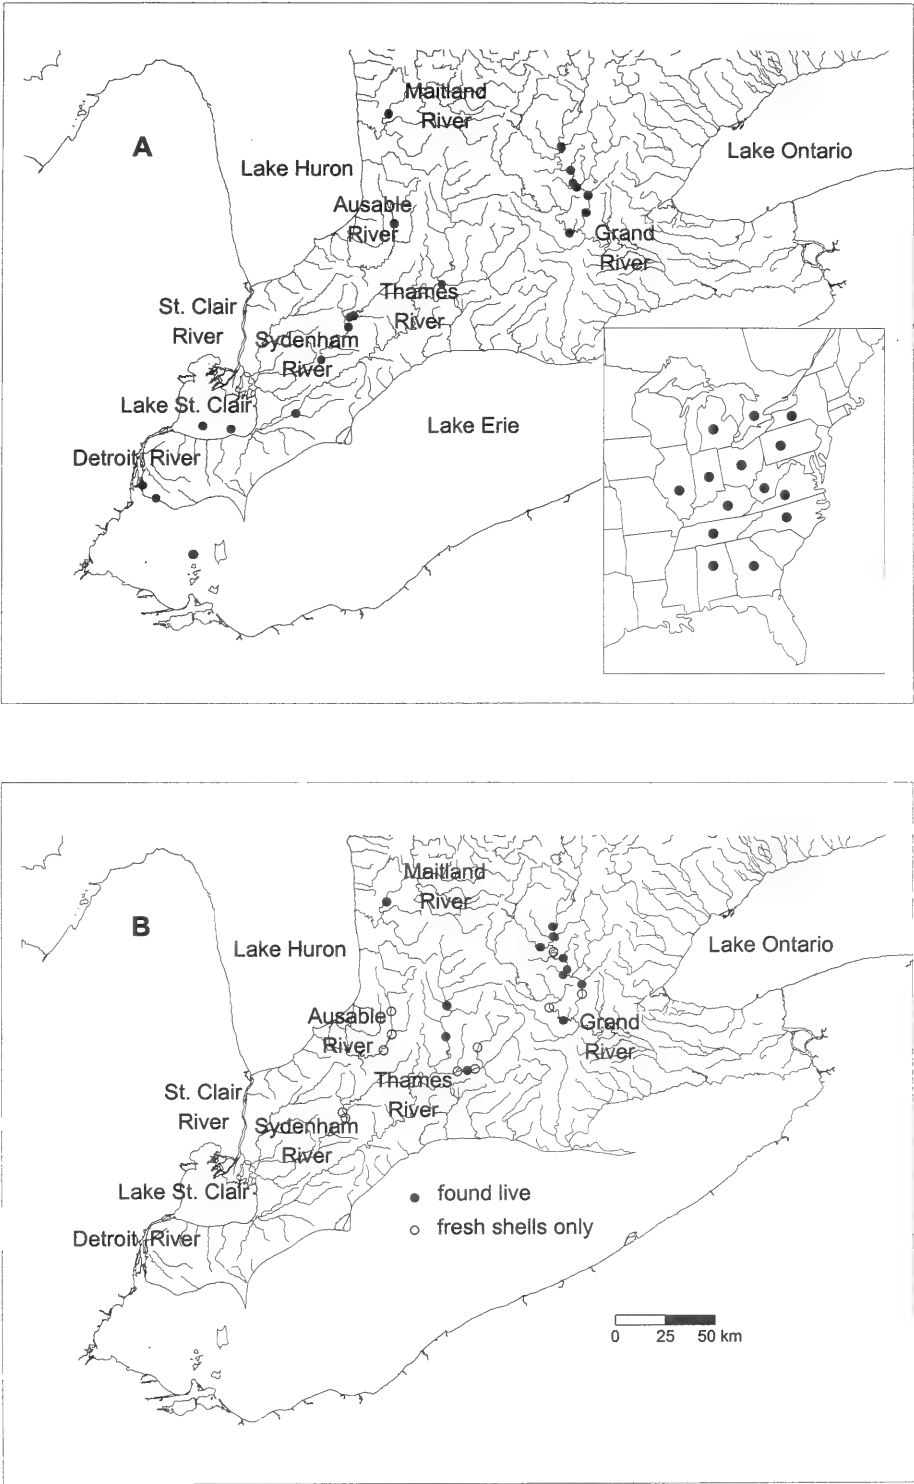 Maitland
River
A
Lake Huron
Lake Ontario
Ausable
River
Grand
River
Thames
River
St. Clair
River
Sydenham
River
Lake St. Clair
Lake Erie
Detroit River
Maitland
River
B
Lake Huron
Lake Ontario
Ausable
River
Grand
River
Thames
River
St. Clair
River
Sydenham
River
Lake St. Clair
found live
fresh shells only
Detroit River
0 25 50 km